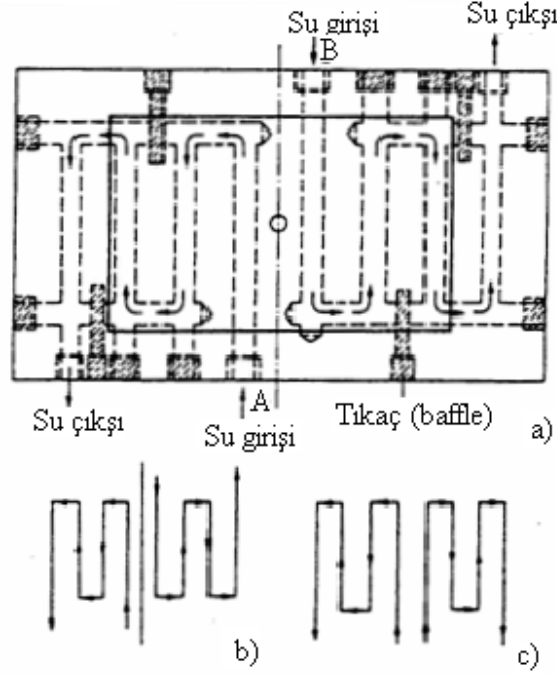 Su girişi
B
Su çıkşı
Su çıkşı
A
Su girişi
Tıkaç (baffle)
a)
b)
c)